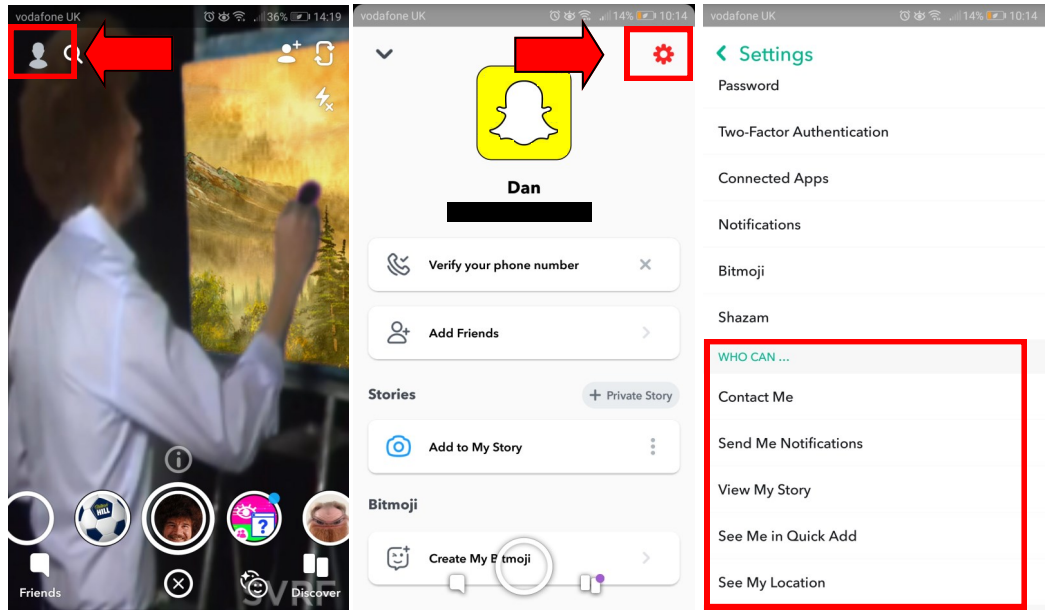 vodafone UK
36%
14:19
Friends
Discover
SVRF
HILL
?
vodafone UK
14%
10:14
Dan
Verify your phone number
Add Friends
Stories
+ Private Story
Add to My Story
Bitmoji
Create My B tmoji
vodafone UK
14%
10:14
Settings
Password
Two-Factor Authentication
Connected Apps
Notifications
Bitmoji
Shazam
WHO CAN ...
Contact Me
Send Me Notifications
View My Story
See Me in Quick Add
See My Location